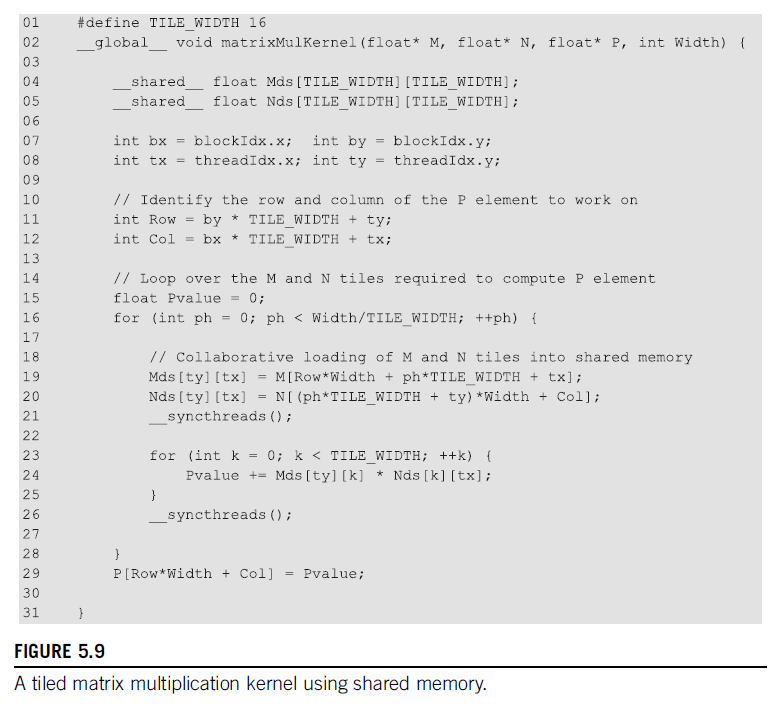 01 #define TILE_WIDTH 16
02 __global__ void matrixMulKernel(float* M, float* N, float* P, int Width) {
03
04 __shared__ float Mds[TILE_WIDTH][TILE_WIDTH];
05 __shared__ float Nds[TILE_WIDTH][TILE_WIDTH];
06
07 int bx = blockIdx.x; int by = blockIdx.y;
08 int tx = threadIdx.x; int ty = threadIdx.y;
09
10 // Identify the row and column of the P element to work on
11 int Row = by * TILE_WIDTH + ty;
12 int Col = bx * TILE_WIDTH + tx;
13
14 // Loop over the M and N tiles required to compute P element
15 float Pvalue = 0;
16 for (int ph = 0; ph < Width/TILE_WIDTH; ++ph) {
17
18 // Collaborative loading of M and N tiles into shared memory
19 Mds[ty][tx] = M[Row*Width + ph*TILE_WIDTH + tx];
20 Nds[ty][tx] = N[(ph*TILE_WIDTH + ty)*Width + Col];
21 __syncthreads();
22
23 for (int k = 0; k < TILE_WIDTH; ++k) {
24 Pvalue += Mds[ty][k] * Nds[k][tx];
25 }
26 __syncthreads();
27
28 }
29 P[Row*Width + Col] = Pvalue;
30
31 }
FIGURE 5.9
A tiled matrix multiplication kernel using shared memory.